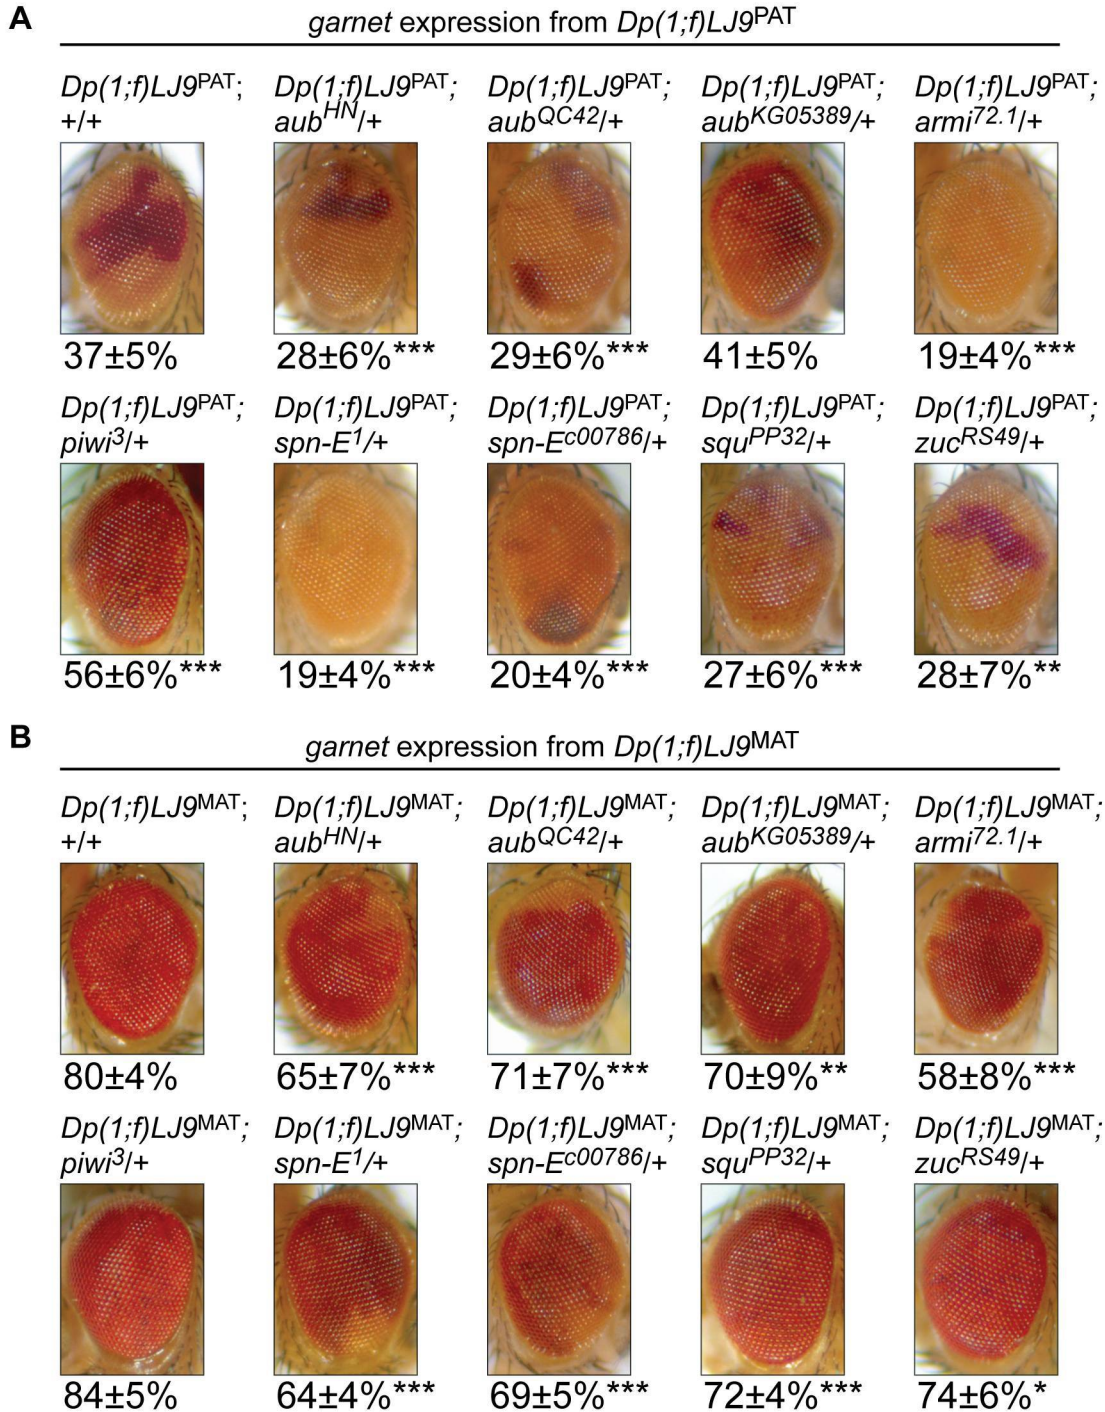 A
garnet expression from Dp(1;f)LJ9PAT
Dp(1;f)LJ9PAT; Dp(1;f)LJ9PAT; Dp(1;f)LJ9PAT; Dp(1;f)LJ9PAT; Dp(1;f)LJ9PAT;
+/+ aubHN/+ aubQC42/+ aubKG05389/+ armi72.1/+
37±5% 28±6%*** 29±6%*** 41±5% 19±4%***
Dp(1;f)LJ9PAT; Dp(1;f)LJ9PAT; Dp(1;f)LJ9PAT; Dp(1;f)LJ9PAT; Dp(1;f)LJ9PAT;
piwi3/+ spn-E1/+ spn-Ec00786/+ squPP32/+ zucRS49/+
56±6%*** 19±4%*** 20±4%*** 27±6%*** 28±7%**
B
garnet expression from Dp(1;f)LJ9MAT
Dp(1;f)LJ9MAT; Dp(1;f)LJ9MAT; Dp(1;f)LJ9MAT; Dp(1;f)LJ9MAT; Dp(1;f)LJ9MAT;
+/+ aubHN/+ aubQC42/+ aubKG05389/+ armi72.1/+
80±4% 65±7%*** 71±7%*** 70±9%** 58±8%***
Dp(1;f)LJ9MAT; Dp(1;f)LJ9MAT; Dp(1;f)LJ9MAT; Dp(1;f)LJ9MAT; Dp(1;f)LJ9MAT;
piwi3/+ spn-E1/+ spn-Ec00786/+ squPP32/+ zucRS49/+
84±5% 64±4%*** 69±5%*** 72±4%*** 74±6%*